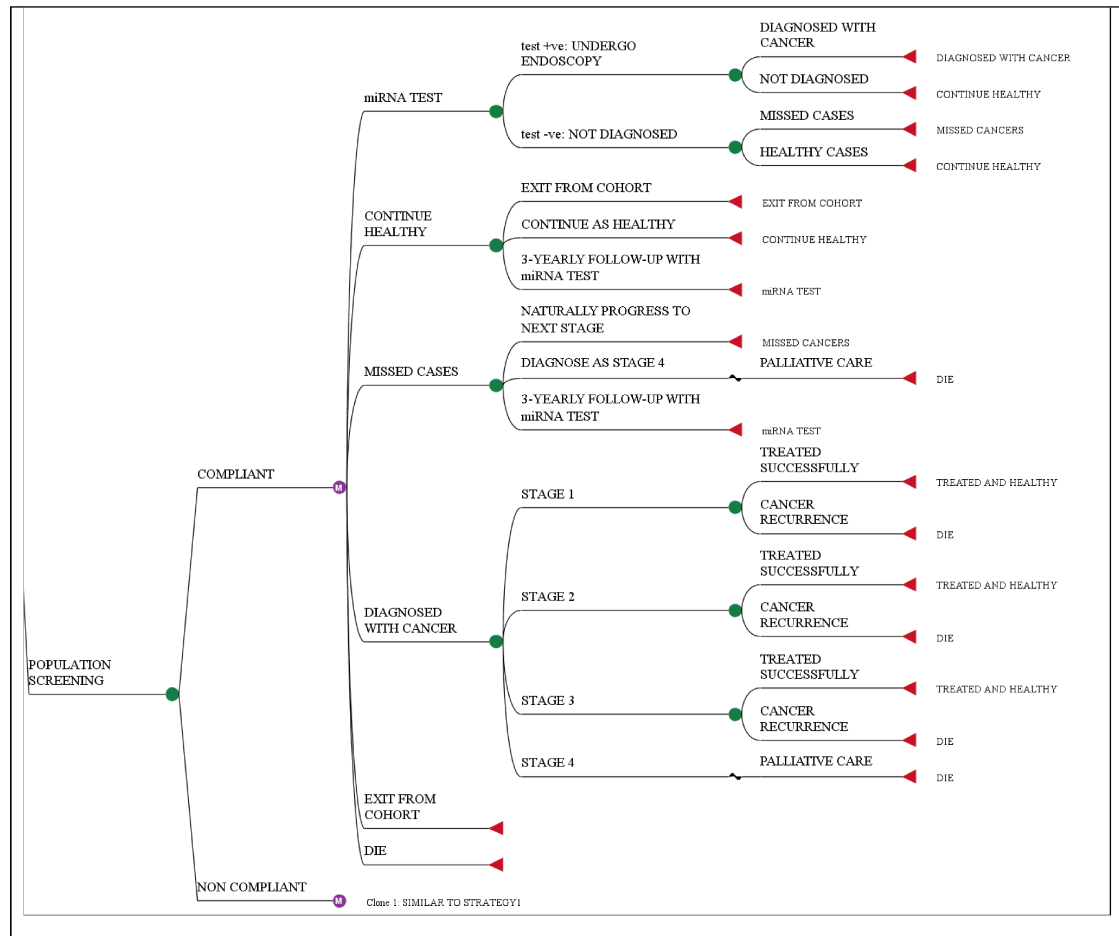 test +ve: UNDERGO
ENDOSCOPY
DIAGNOSED WITH
CANCER
DIAGNOSED WITH CANCER
NOT DIAGNOSED
CONTINUE HEALTHY
miRNA TEST
test -ve: NOT DIAGNOSED
MISSED CASES
MISSED CANCERS
HEALTHY CASES
CONTINUE HEALTHY
CONTINUE
HEALTHY
EXIT FROM COHORT
EXIT FROM COHORT
CONTINUE AS HEALTHY
CONTINUE HEALTHY
3-YEARLY FOLLOW-UP WITH
miRNA TEST
miRNA TEST
MISSED CASES
NATURALLY PROGRESS TO
NEXT STAGE
MISSED CANCERS
DIAGNOSE AS STAGE 4
PALLIATIVE CARE
DIE
3-YEARLY FOLLOW-UP WITH
miRNA TEST
miRNA TEST
COMPLIANT
M
STAGE 1
TREATED
SUCCESSFULLY
TREATED AND HEALTHY
CANCER
RECURRENCE
DIE
DIAGNOSED
WITH CANCER
STAGE 2
TREATED
SUCCESSFULLY
TREATED AND HEALTHY
CANCER
RECURRENCE
DIE
POPULATION
SCREENING
STAGE 3
TREATED
SUCCESSFULLY
TREATED AND HEALTHY
CANCER
RECURRENCE
DIE
STAGE 4
PALLIATIVE CARE
DIE
EXIT FROM
COHORT
DIE
NON COMPLIANT
M
Clone 1: SIMILAR TO STRATEGY1